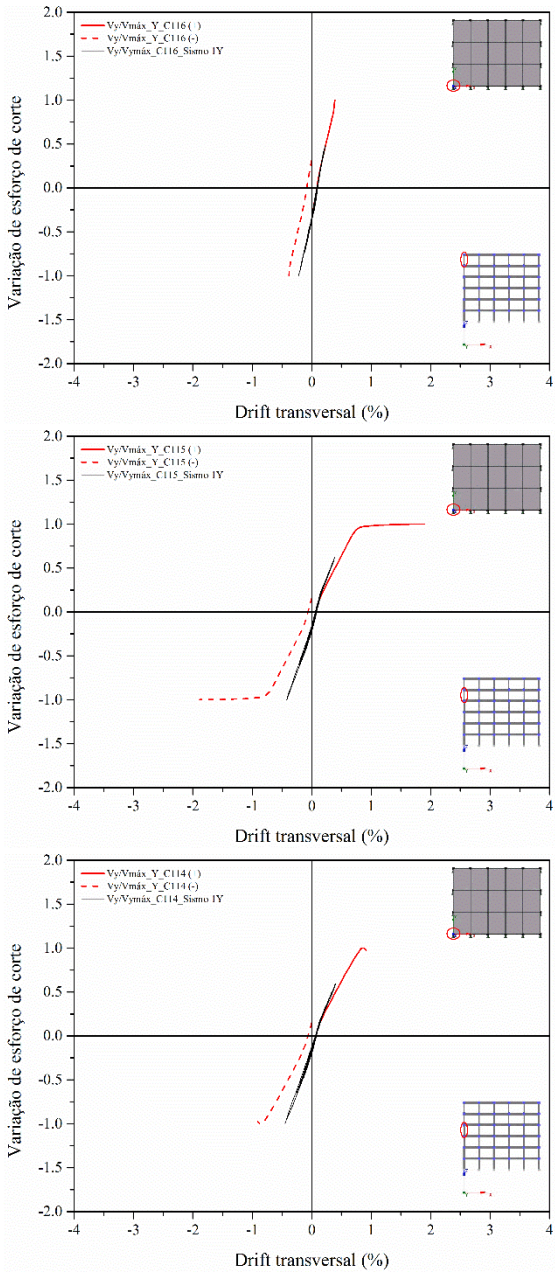 Vy/Vmáx_Y_C116 (+)
Vy/Vmáx_Y_C116 (-)
Vy/Vymáx_C116_Sismo 1Y
2.0
1.5
1.0
0.5
0.0
-0.5
-1.0
-1.5
-2.0
Variação de esforço de corte
-4 -3 -2 -1 0 1 2 3 4
Drift transversal (%)
Vy/Vmáx_Y_C115 (+)
Vy/Vmáx_Y_C115 (-)
Vy/Vymáx_C115_Sismo 1Y
2.0
1.5
1.0
0.5
0.0
-0.5
-1.0
-1.5
-2.0
Variação de esforço de corte
-4 -3 -2 -1 0 1 2 3 4
Drift transversal (%)
Vy/Vmáx_Y_C114 (+)
Vy/Vmáx_Y_C114 (-)
Vy/Vymáx_C114_Sismo 1Y
2.0
1.5
1.0
0.5
0.0
-0.5
-1.0
-1.5
-2.0
Variação de esforço de corte
-4 -3 -2 -1 0 1 2 3 4
Drift transversal (%)